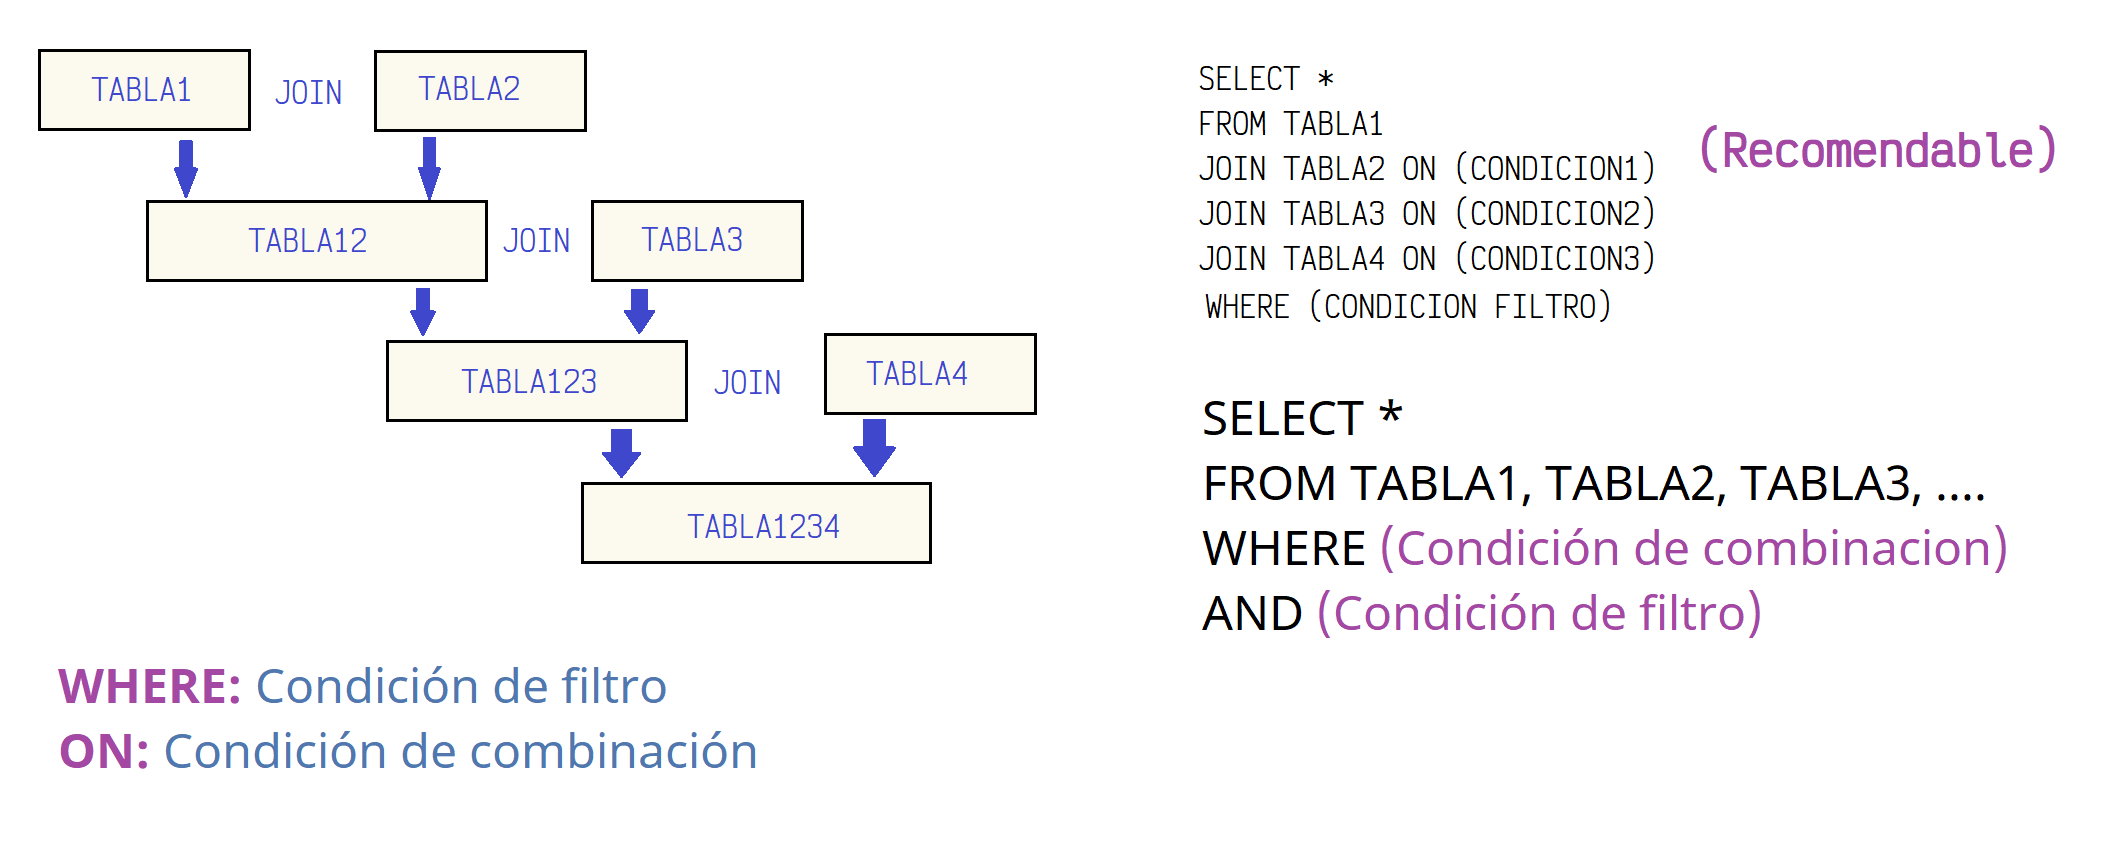 TABLA1 JOIN TABLA2
TABLA12 JOIN TABLA3
TABLA123 JOIN TABLA4
TABLA1234
WHERE: Condición de filtro
ON: Condición de combinación
SELECT *
FROM TABLA1
JOIN TABLA2 ON (CONDICION1)
JOIN TABLA3 ON (CONDICION2)
JOIN TABLA4 ON (CONDICION3)
WHERE (CONDICION FILTRO)
(Recomendable)
SELECT *
FROM TABLA1, TABLA2, TABLA3, ....
WHERE (Condición de combinacion)
AND (Condición de filtro)